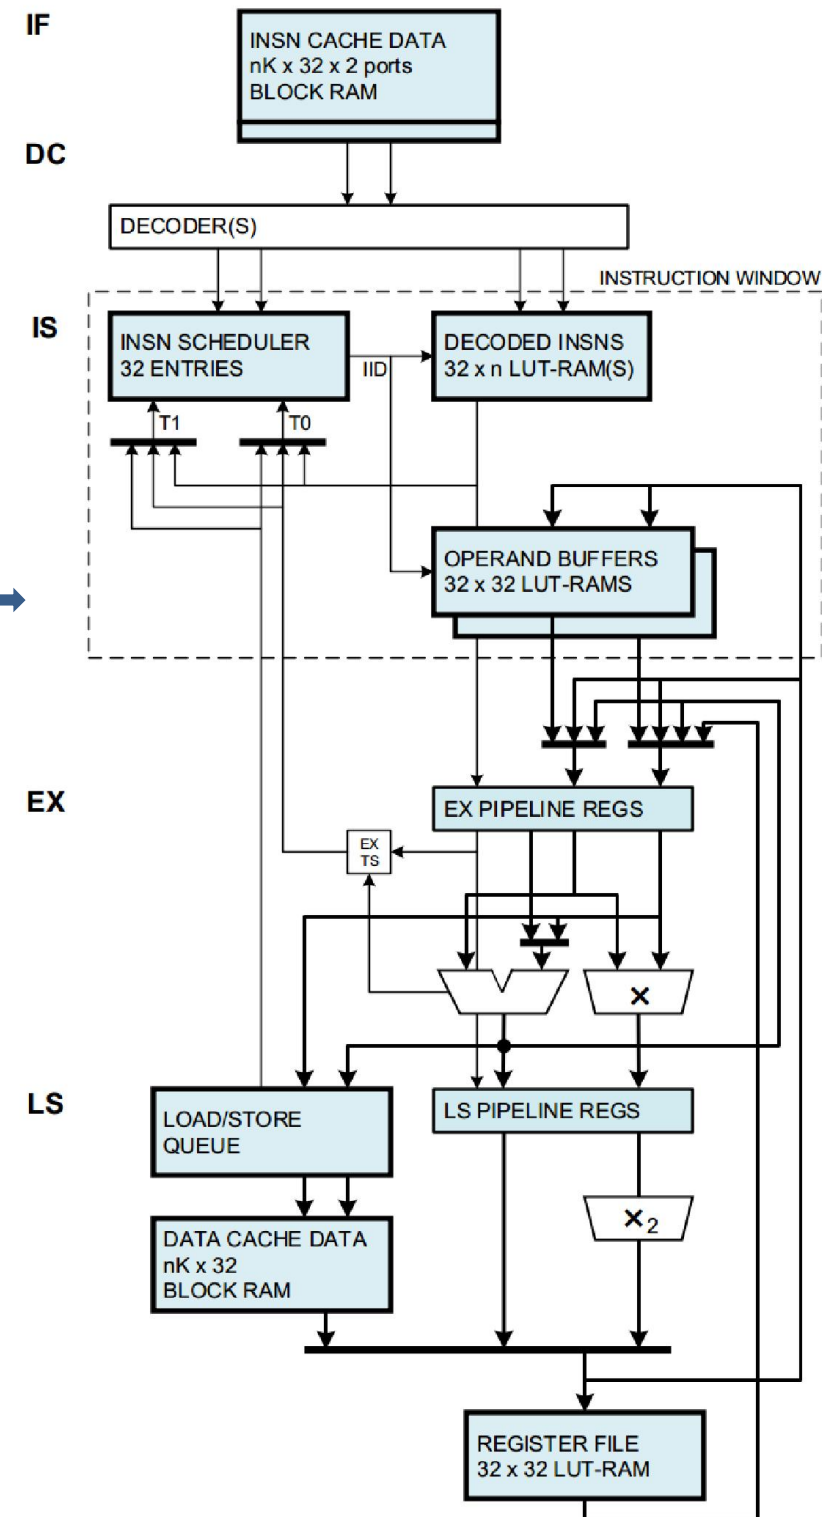 IF
INSN CACHE DATA
nK x 32 x 2 ports
BLOCK RAM
DC
DECODER(S)
INSTRUCTION WINDOW
IS
INSN SCHEDULER
32 ENTRIES
IID
DECODED INSNS
32 x n LUT-RAM(S)
T1
T0
OPERAND BUFFERS
32 x 32 LUT-RAMS
EX
EX PIPELINE REGS
EX
TS
×
LS
LOAD/STORE
QUEUE
LS PIPELINE REGS
×2
DATA CACHE DATA
nK x 32
BLOCK RAM
REGISTER FILE
32 x 32 LUT-RAM